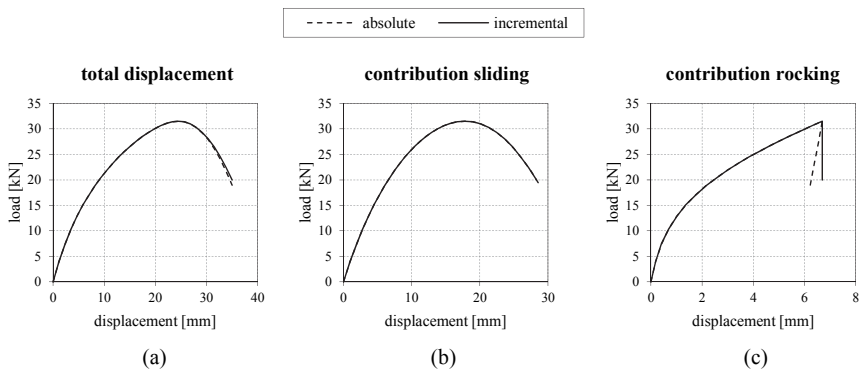 absolute
incremental
total displacement
35
30
25
20
15
10
5
0
load [kN]
0 10 20 30 40
displacement [mm]
(a)
contribution sliding
35
30
25
20
15
10
5
0
load [kN]
0 10 20 30
displacement [mm]
(b)
contribution rocking
35
30
25
20
15
10
5
0
load [kN]
0 2 4 6 8
displacement [mm]
(c)